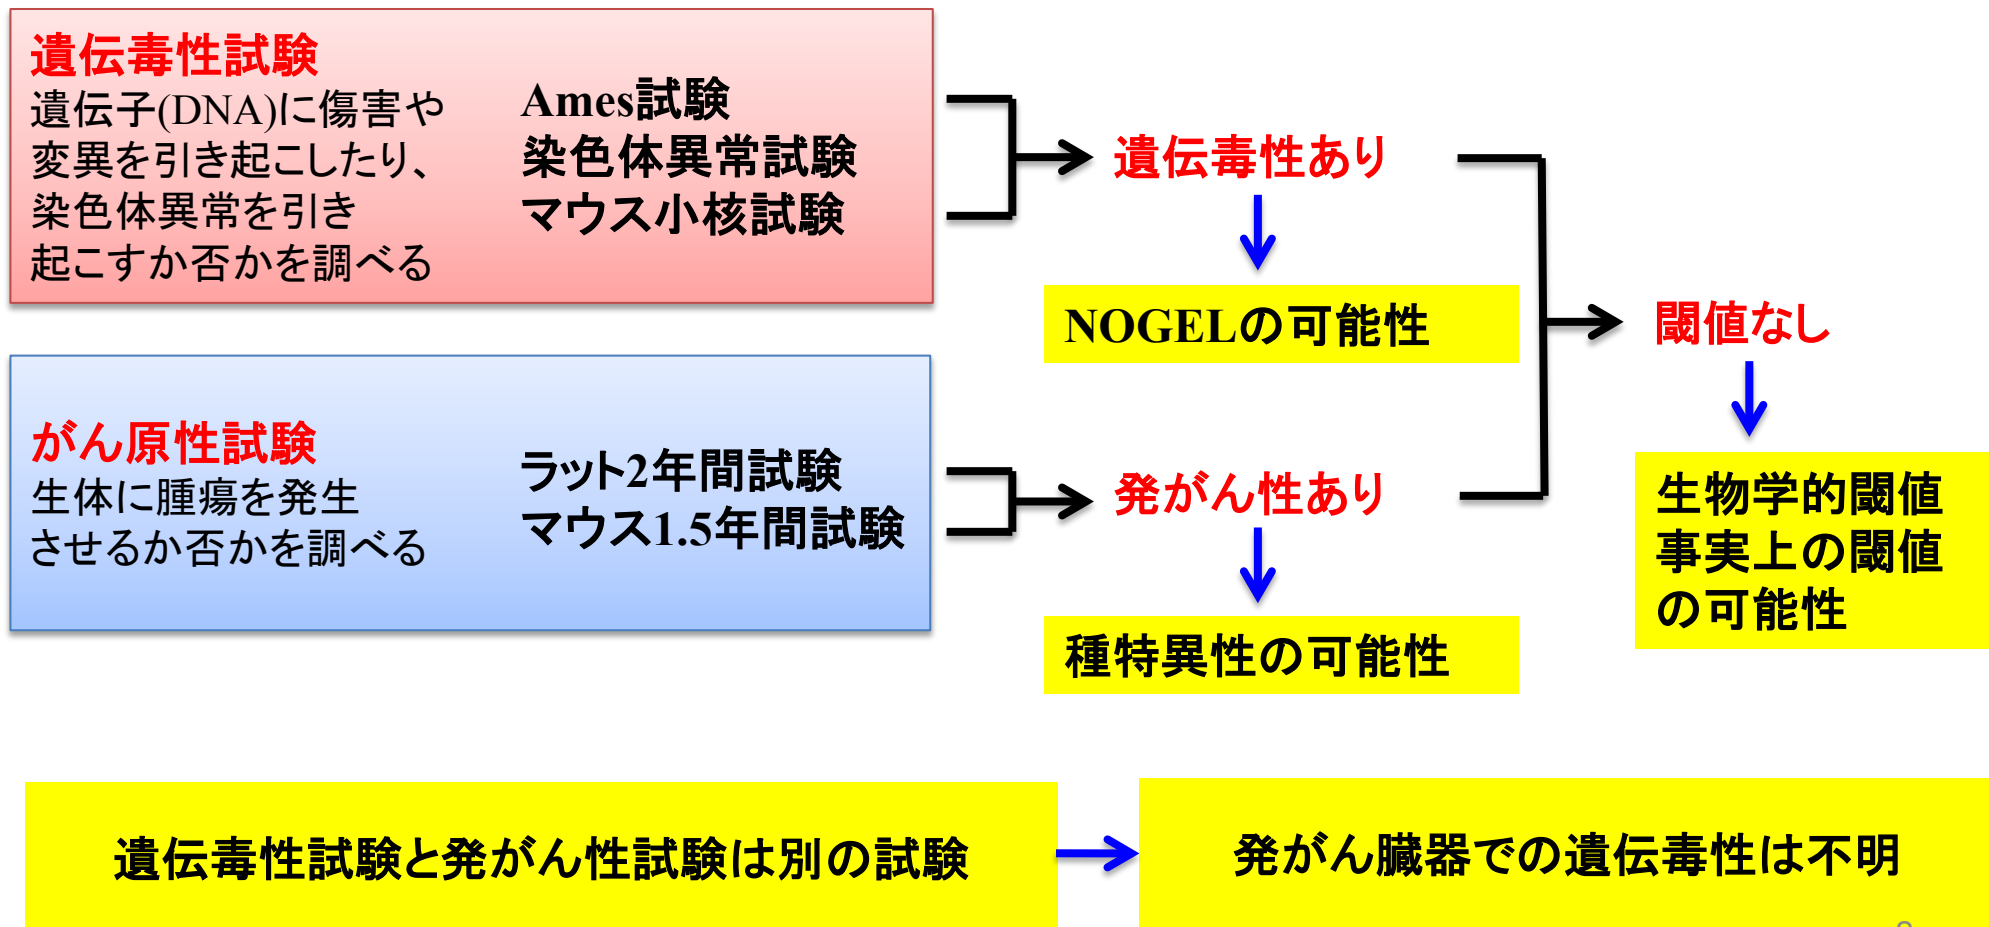 遺伝毒性試験
遺伝子(DNA)に傷害や
変異を引き起こしたり、
染色体異常を引き
起こすか否かを調べる
Ames試験
染色体異常試験
マウス小核試験
遺伝毒性あり
NOGELの可能性
閾値なし
がん原性試験
生体に腫瘍を発生
させるか否かを調べる
ラット2年間試験
マウス1.5年間試験
発がん性あり
種特異性の可能性
生物学的閾値
事実上の閾値
の可能性
遺伝毒性試験と発がん性試験は別の試験
発がん臓器での遺伝毒性は不明